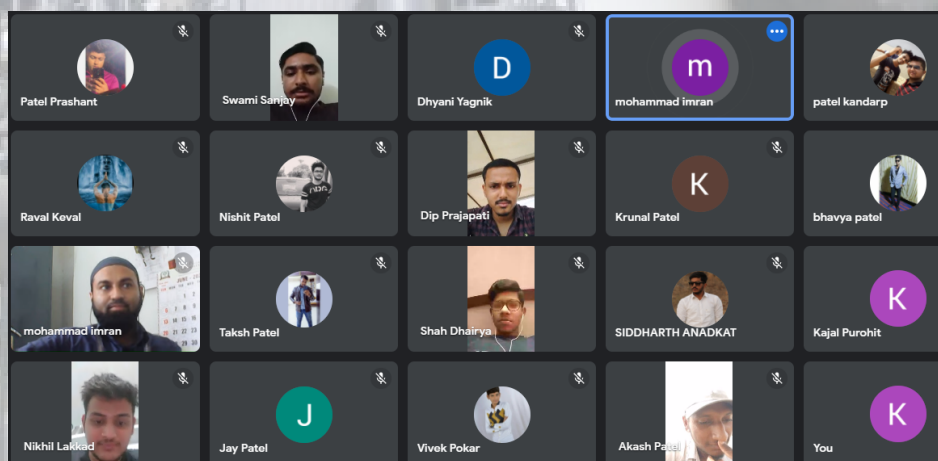 Patel Prashant
Swami Sanjay
D
Dhyani Yagnik
m
mohammad imran
patel kandarp
Raval Keval
Nishit Patel
Dip Prajapati
K
Krunal Patel
bhavya patel
mohammad imran
Taksh Patel
Shah Dhairya
SIDDHARTH ANADKAT
K
Kajal Purohit
Nikhil Lakkad
J
Jay Patel
Vivek Pokar
Akash Patel
K
You